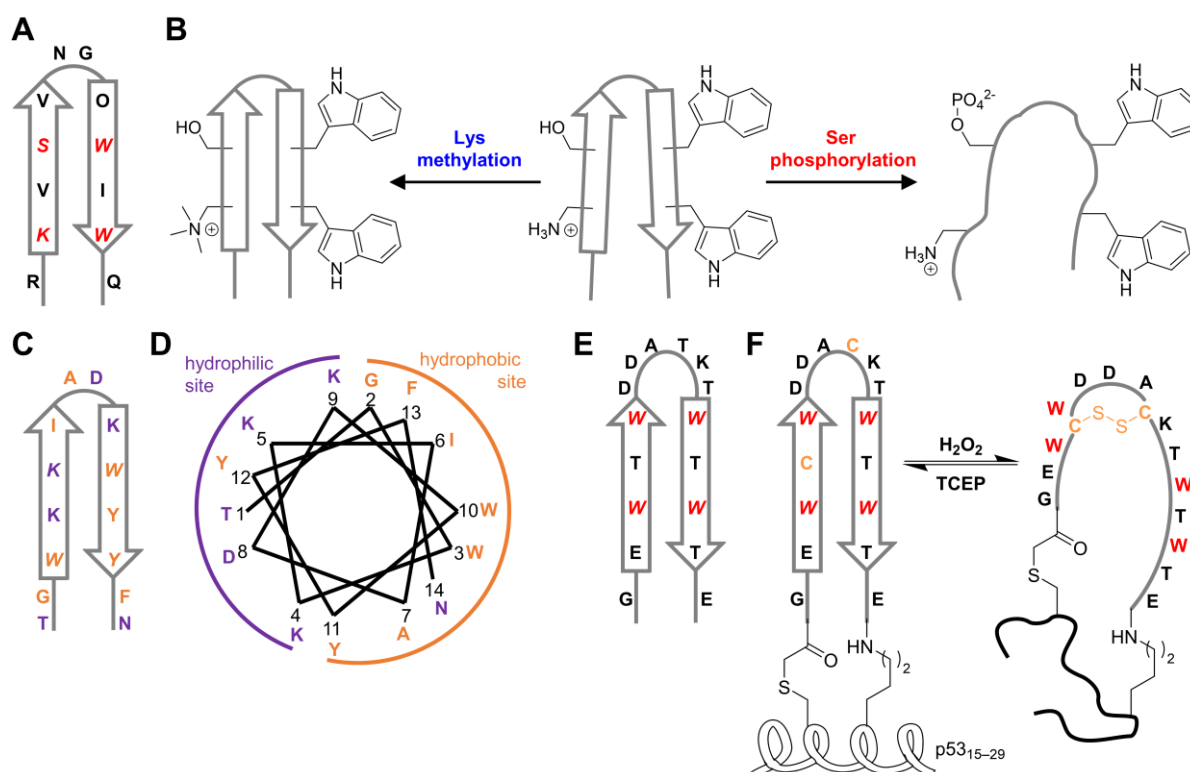 A
N G
V O
S W
V I
K W
R Q
B
HO
N
⊕
H
N
N
H
Lys
methylation
HO
H3N
⊕
H
N
N
H
Ser
phosphorylation
PO4 2-
O
H3N
⊕
H
N
N
H
C
A D
I K
K W
K Y
W Y
G F
T N
D
hydrophilic
site
hydrophobic
site
K G F
9 2 13
K 5 6 I
Y 12
T 1 10 W
D 8 3 W
14 N
4 7
K 11 A
Y
E
A T
D K
D T
W W
T T
W W
E T
G E
F
A C
D K
D T
W W
C T
W W
E T
G E
O
S
HN ( )2
p53 15–29
H2O2
TCEP
D D A
W C S S C K
W T
E W
G T
O W
S T
E
HN ( )2